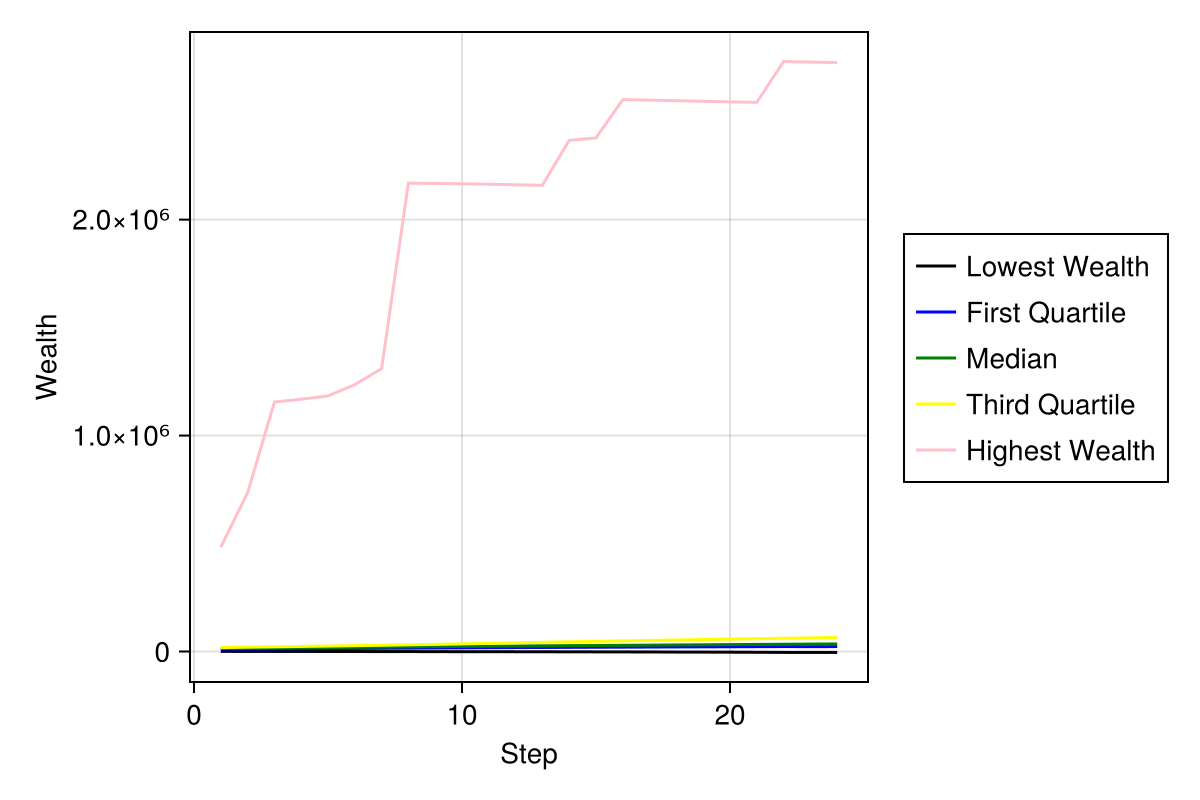 2.0×10⁶
1.0×10⁶
0
Wealth
0 10 20
Step
Lowest Wealth
First Quartile
Median
Third Quartile
Highest Wealth